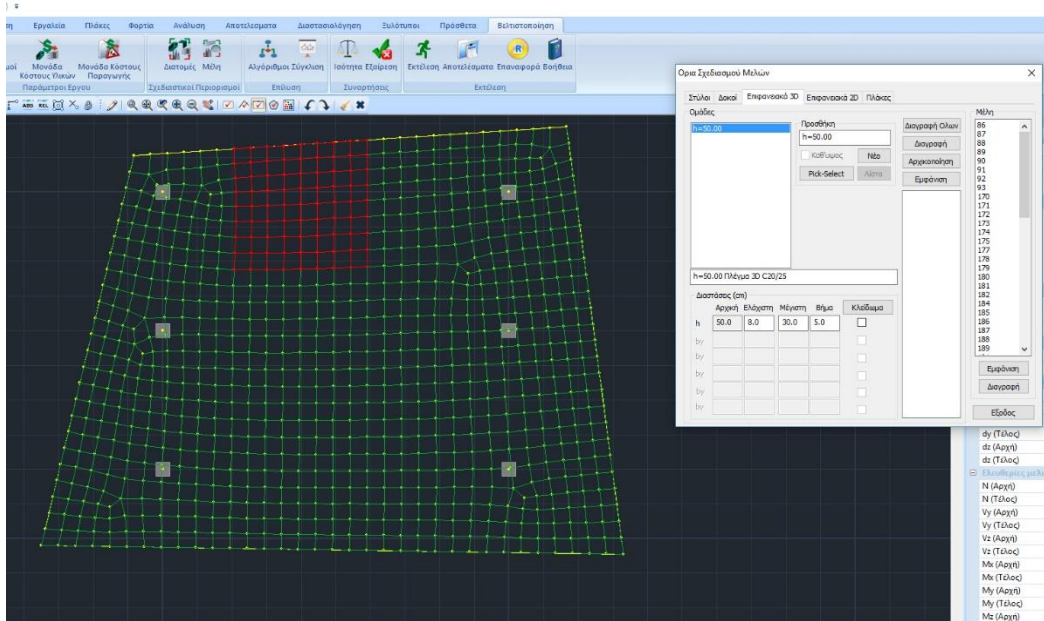 ση Εργαλεία Πλάκες Φορτία Ανάλυση Αποτελεσματα Διαστασιολόγηση Ξυλότυποι Πρόσθετα Βελτιστοποίηση
μοί Μονάδα Κόστους Υλικών Μονάδα Κόστους Παραγωγής Διατομές Μέλη Αλγόριθμοι Σύγκλιση Ισότητα Εξαίρεση Εκτέλεση Αποτελέσματα Επαναφορά Βοήθεια
Παράμετροι Εργου Σχεδιαστικοί Περιορισμοί Επίλυση Συναρτήσεις Εκτέλεση
Ορια Σχεδιασμού Μελών
Στύλοι Δοκοί Επιφανειακά 3D Επιφανειακά 2D Πλάκες
Ομάδες
h=50.00
Προσθήκη
h=50.00
Καθ'υψος Νέο
Pick-Select Λίστα
Διαγραφή Ολων
Διαγραφή
Αρχικοποίηση
Εμφάνιση
h=50.00 Πλέγμα 3D C20/25
Διαστάσεις (cm)
Αρχική Ελάχιστη Μέγιστη Βήμα Κλείδωμα
h 50.0 8.0 30.0 5.0
by
by
by
by
by
Μέλη
86
87
88
89
90
91
92
93
170
171
172
173
174
175
177
178
179
180
181
182
184
185
186
187
188
189
Εμφάνιση
Διαγραφή
Εξοδος
dy (Τέλος)
dz (Αρχή)
dz (Τέλος)
Ελευθερίες μελ
N (Αρχή)
N (Τέλος)
Vy (Αρχή)
Vy (Τέλος)
Vz (Αρχή)
Vz (Τέλος)
Mx (Αρχή)
Mx (Τέλος)
My (Αρχή)
My (Τέλος)
Mz (Αρχή)